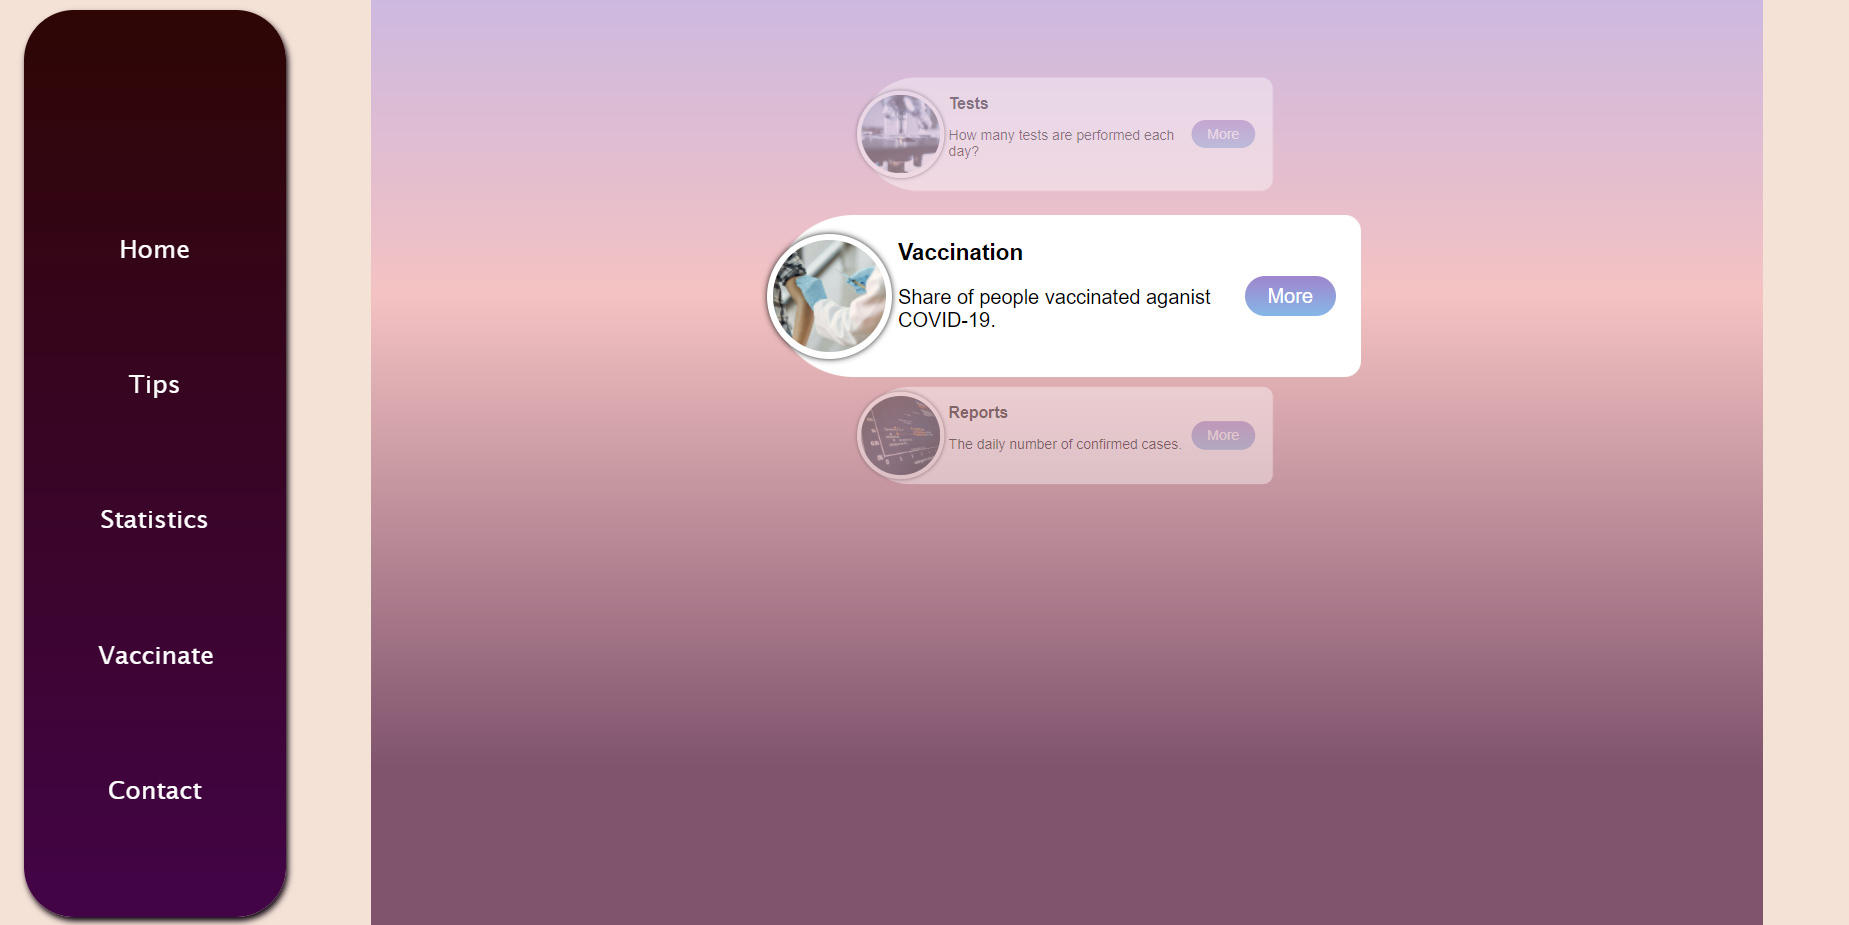 Home
Tips
Statistics
Vaccinate
Contact
Tests
How many tests are performed each
day?
More
Vaccination
Share of people vaccinated aganist
COVID-19.
More
Reports
The daily number of confirmed cases.
More